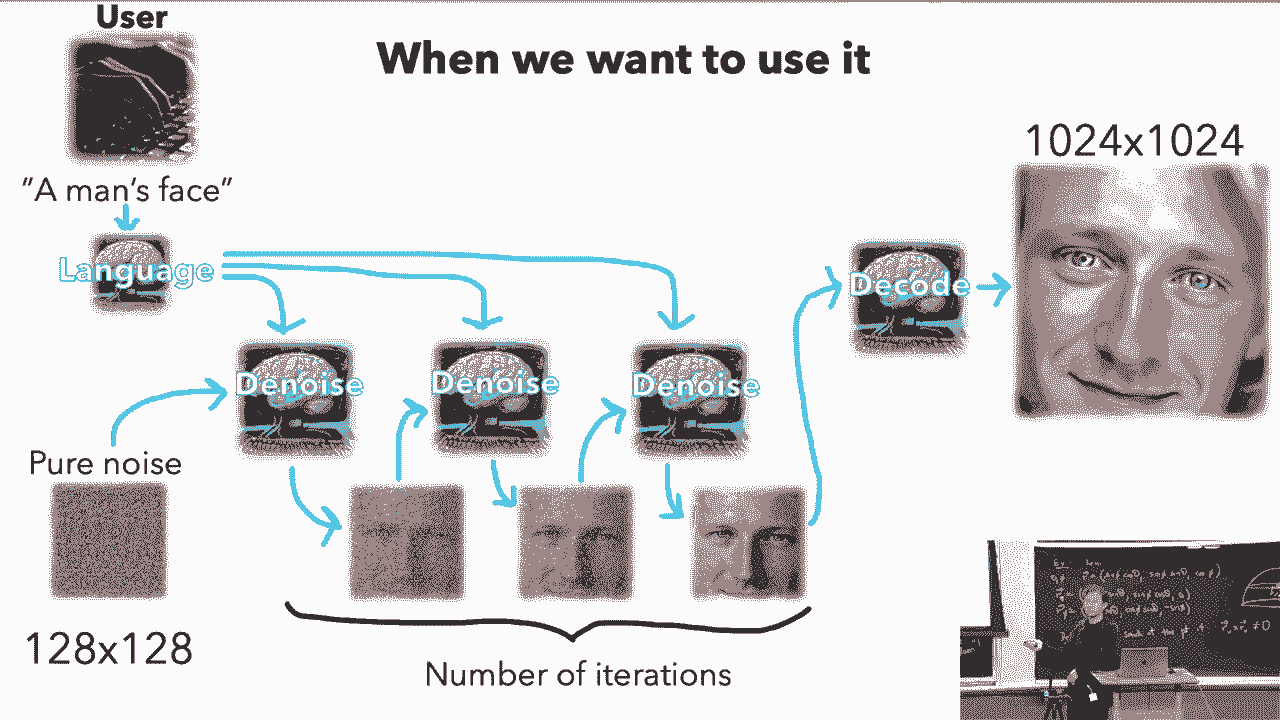 User
When we want to use it
1024x1024
"A man's face"
Language
Decode
Denoise
Denoise
Denoise
Pure noise
128x128
Number of iterations